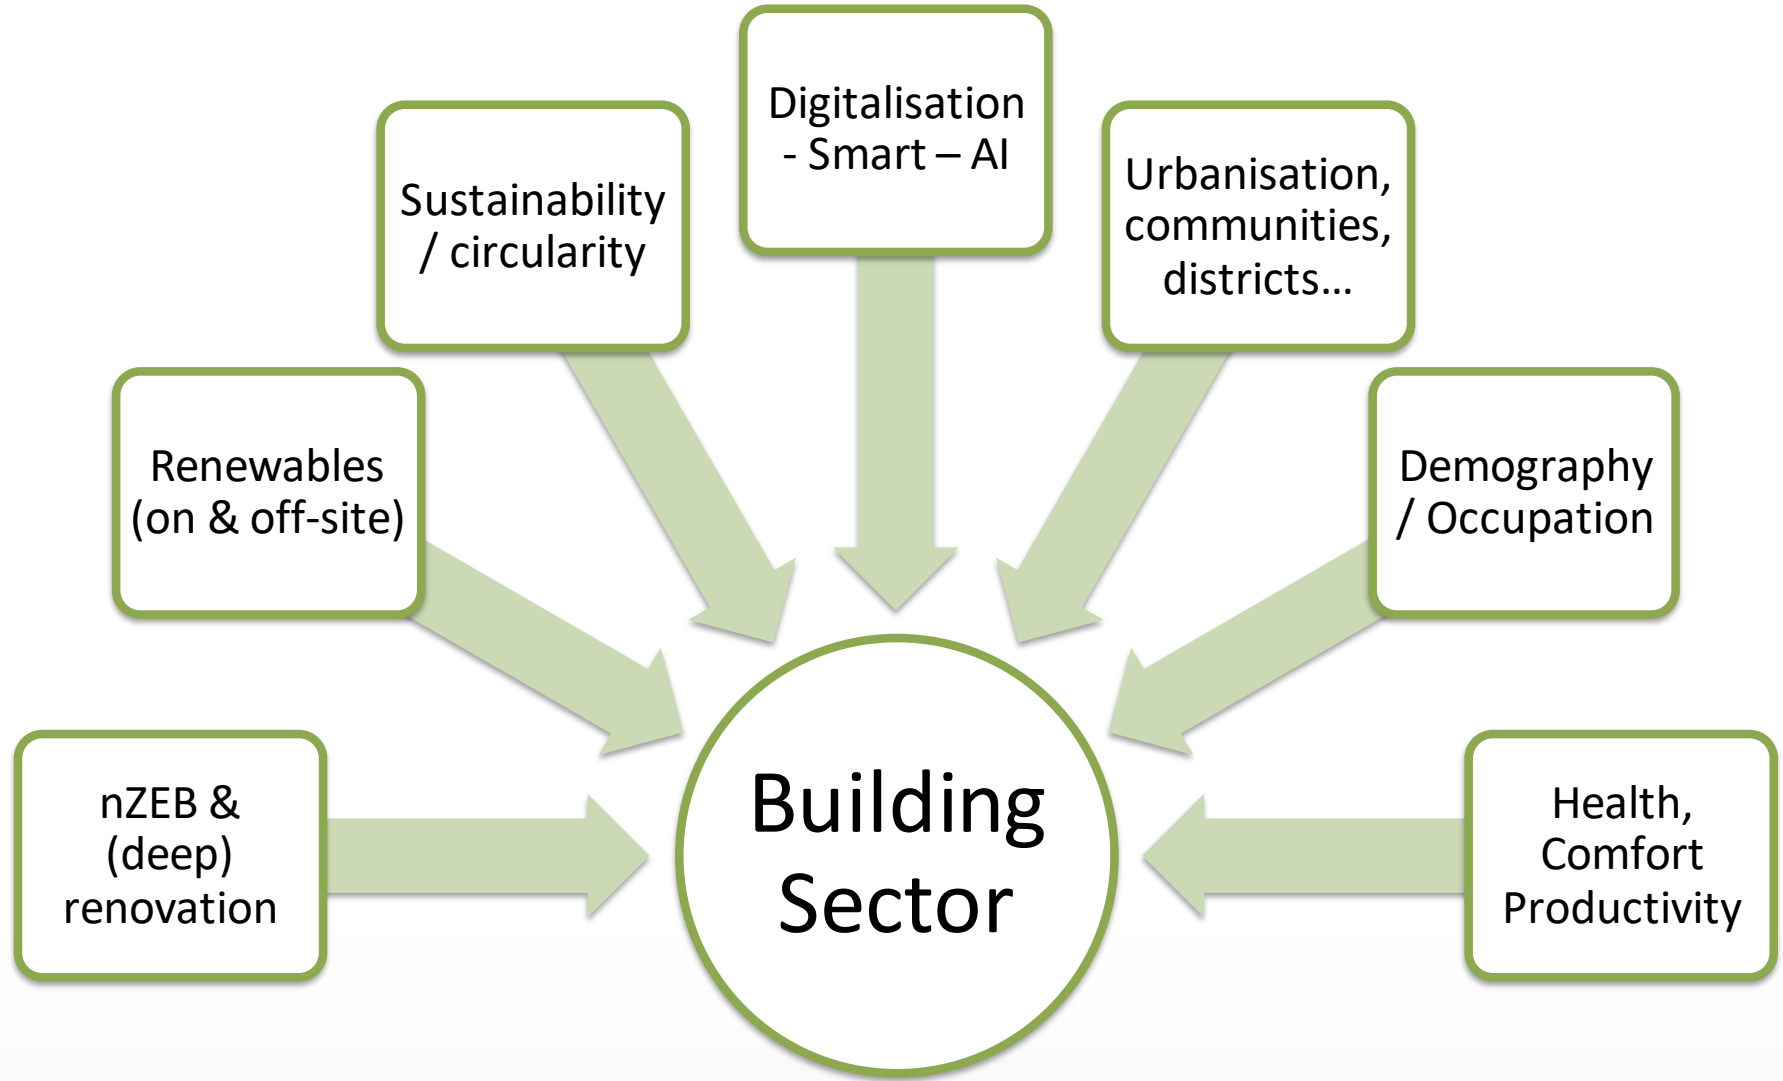 Digitalisation
- Smart – AI
Sustainability
/ circularity
Urbanisation,
communities,
districts...
Renewables
(on & off-site)
Demography
/ Occupation
nZEB &
(deep)
renovation
Building
Sector
Health,
Comfort
Productivity